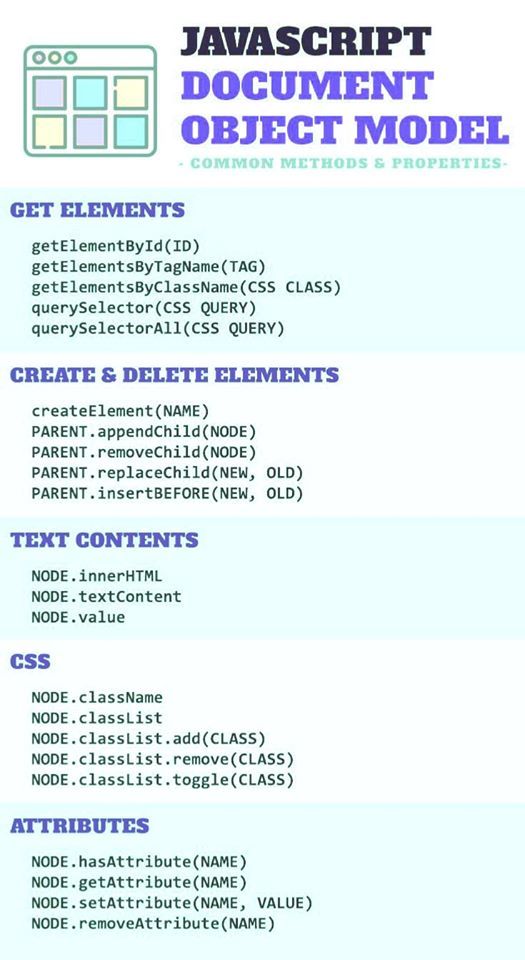 JAVASCRIPT
DOCUMENT
OBJECT MODEL
- COMMON METHODS & PROPERTIES-
GET ELEMENTS
getElementById(ID)
getElementsByTagName(TAG)
getElementsByClassName(CSS CLASS)
querySelector(CSS QUERY)
querySelectorAll(CSS QUERY)
CREATE & DELETE ELEMENTS
createElement(NAME)
PARENT.appendChild(NODE)
PARENT.removeChild(NODE)
PARENT.replaceChild(NEW, OLD)
PARENT.insertBEFORE(NEW, OLD)
TEXT CONTENTS
NODE.innerHTML
NODE.textContent
NODE.value
CSS
NODE.className
NODE.classList
NODE.classList.add(CLASS)
NODE.classList.remove(CLASS)
NODE.classList.toggle(CLASS)
ATTRIBUTES
NODE.hasAttribute(NAME)
NODE.getAttribute(NAME)
NODE.setAttribute(NAME, VALUE)
NODE.removeAttribute(NAME)